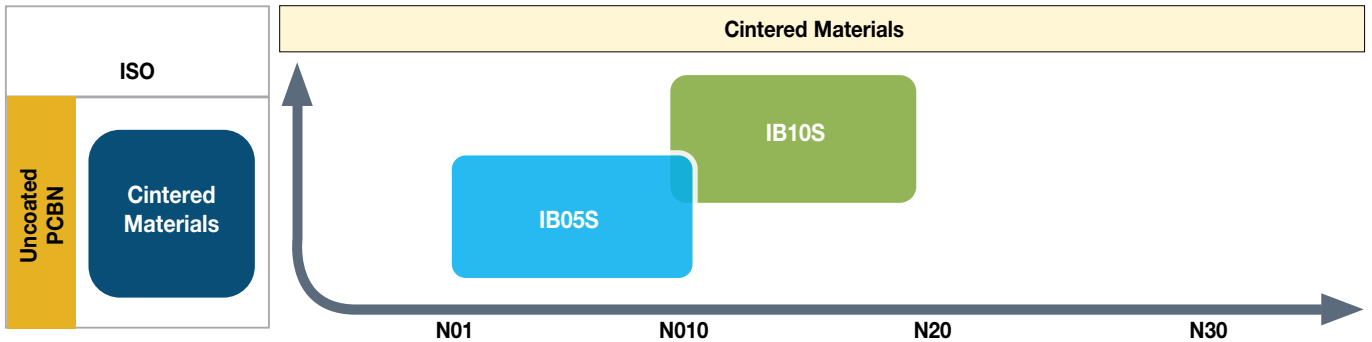 Cintered Materials
ISO
Uncoated
PCBN
Cintered
Materials
IB10S
IB05S
N01
N010
N20
N30